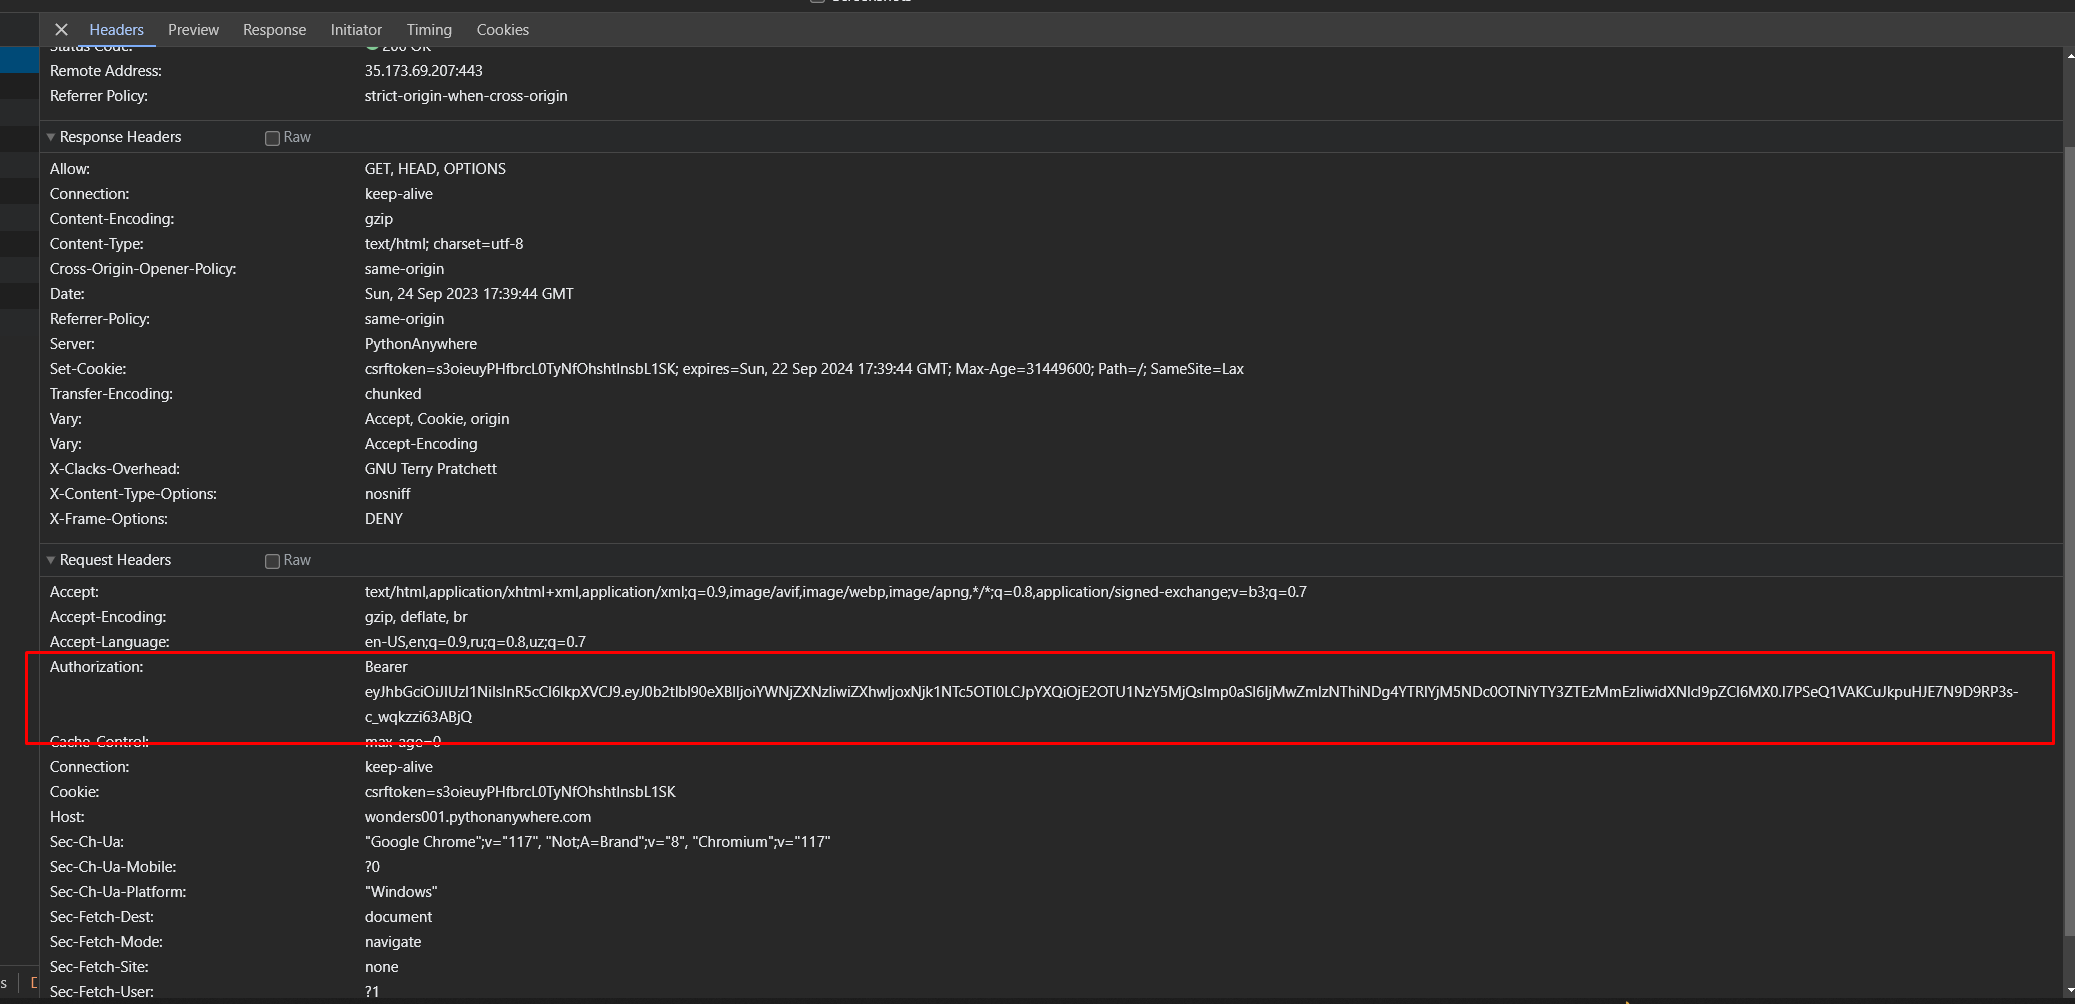 Headers Preview Response Initiator Timing Cookies
Status Code: 200 OK
Remote Address: 35.173.69.207:443
Referrer Policy: strict-origin-when-cross-origin
Response Headers Raw
Allow: GET, HEAD, OPTIONS
Connection: keep-alive
Content-Encoding: gzip
Content-Type: text/html; charset=utf-8
Cross-Origin-Opener-Policy: same-origin
Date: Sun, 24 Sep 2023 17:39:44 GMT
Referrer-Policy: same-origin
Server: PythonAnywhere
Set-Cookie: csrftoken=s3oieuyPHfbrcL0TyNfOhshtInsbL1SK; expires=Sun, 22 Sep 2024 17:39:44 GMT; Max-Age=31449600; Path=/; SameSite=Lax
Transfer-Encoding: chunked
Vary: Accept, Cookie, origin
Vary: Accept-Encoding
X-Clacks-Overhead: GNU Terry Pratchett
X-Content-Type-Options: nosniff
X-Frame-Options: DENY
Request Headers Raw
Accept: text/html,application/xhtml+xml,application/xml;q=0.9,image/avif,image/webp,image/apng,*/*;q=0.8,application/signed-exchange;v=b3;q=0.7
Accept-Encoding: gzip, deflate, br
Accept-Language: en-US,en;q=0.9,ru;q=0.8,uz;q=0.7
Authorization: Bearer
eyJhbGciOiJIUzI1NiIsInR5cCI6IkpXVCJ9.eyJ0b2tlbl90eXBlIjoiYWNjZXNzIiwiZXhwIjoxNjk1NTc5OTI0LCJpYXQiOjE2OTU1NzY5MjQsImp0aSI6IjMwZmIzNThiNDg4YTRlYjM5NDc0OTNiYTY3ZTEzMmEzIiwidXNlcl9pZCI6MX0.I7PSeQ1VAKCuJkpuHJE7N9D9RP3s-
c_wqkzzi63ABjQ
Cache-Control: max-age=0
Connection: keep-alive
Cookie: csrftoken=s3oieuyPHfbrcL0TyNfOhshtInsbL1SK
Host: wonders001.pythonanywhere.com
Sec-Ch-Ua: "Google Chrome";v="117", "Not;A=Brand";v="8", "Chromium";v="117"
Sec-Ch-Ua-Mobile: ?0
Sec-Ch-Ua-Platform: "Windows"
Sec-Fetch-Dest: document
Sec-Fetch-Mode: navigate
Sec-Fetch-Site: none
Sec-Fetch-User: ?1